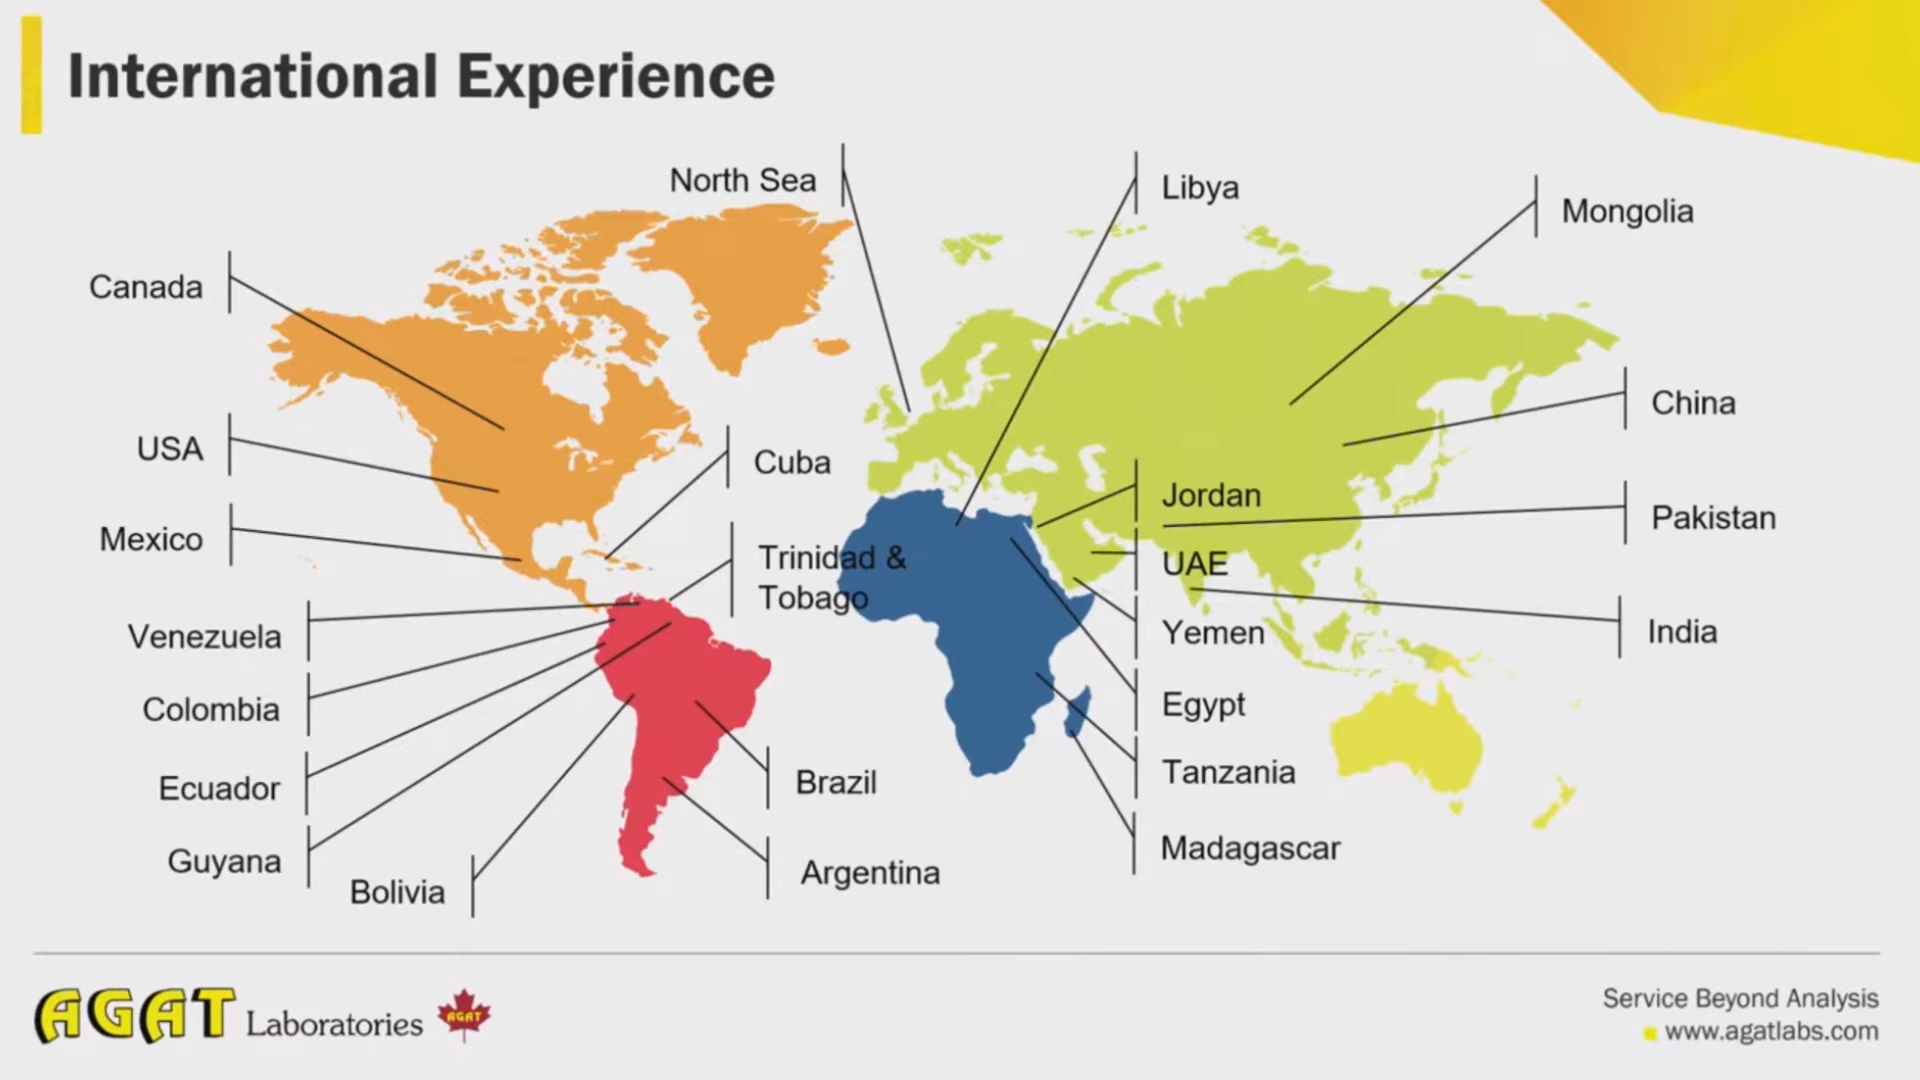 International Experience
North Sea
Libya
Mongolia
Canada
China
USA
Cuba
Jordan
Pakistan
Mexico
Trinidad &
Tobago
UAE
Venezuela
Yemen
India
Colombia
Egypt
Ecuador
Brazil
Tanzania
Guyana
Bolivia
Argentina
Madagascar
AGAT Laboratories
AGAT
Service Beyond Analysis
www.agatlabs.com